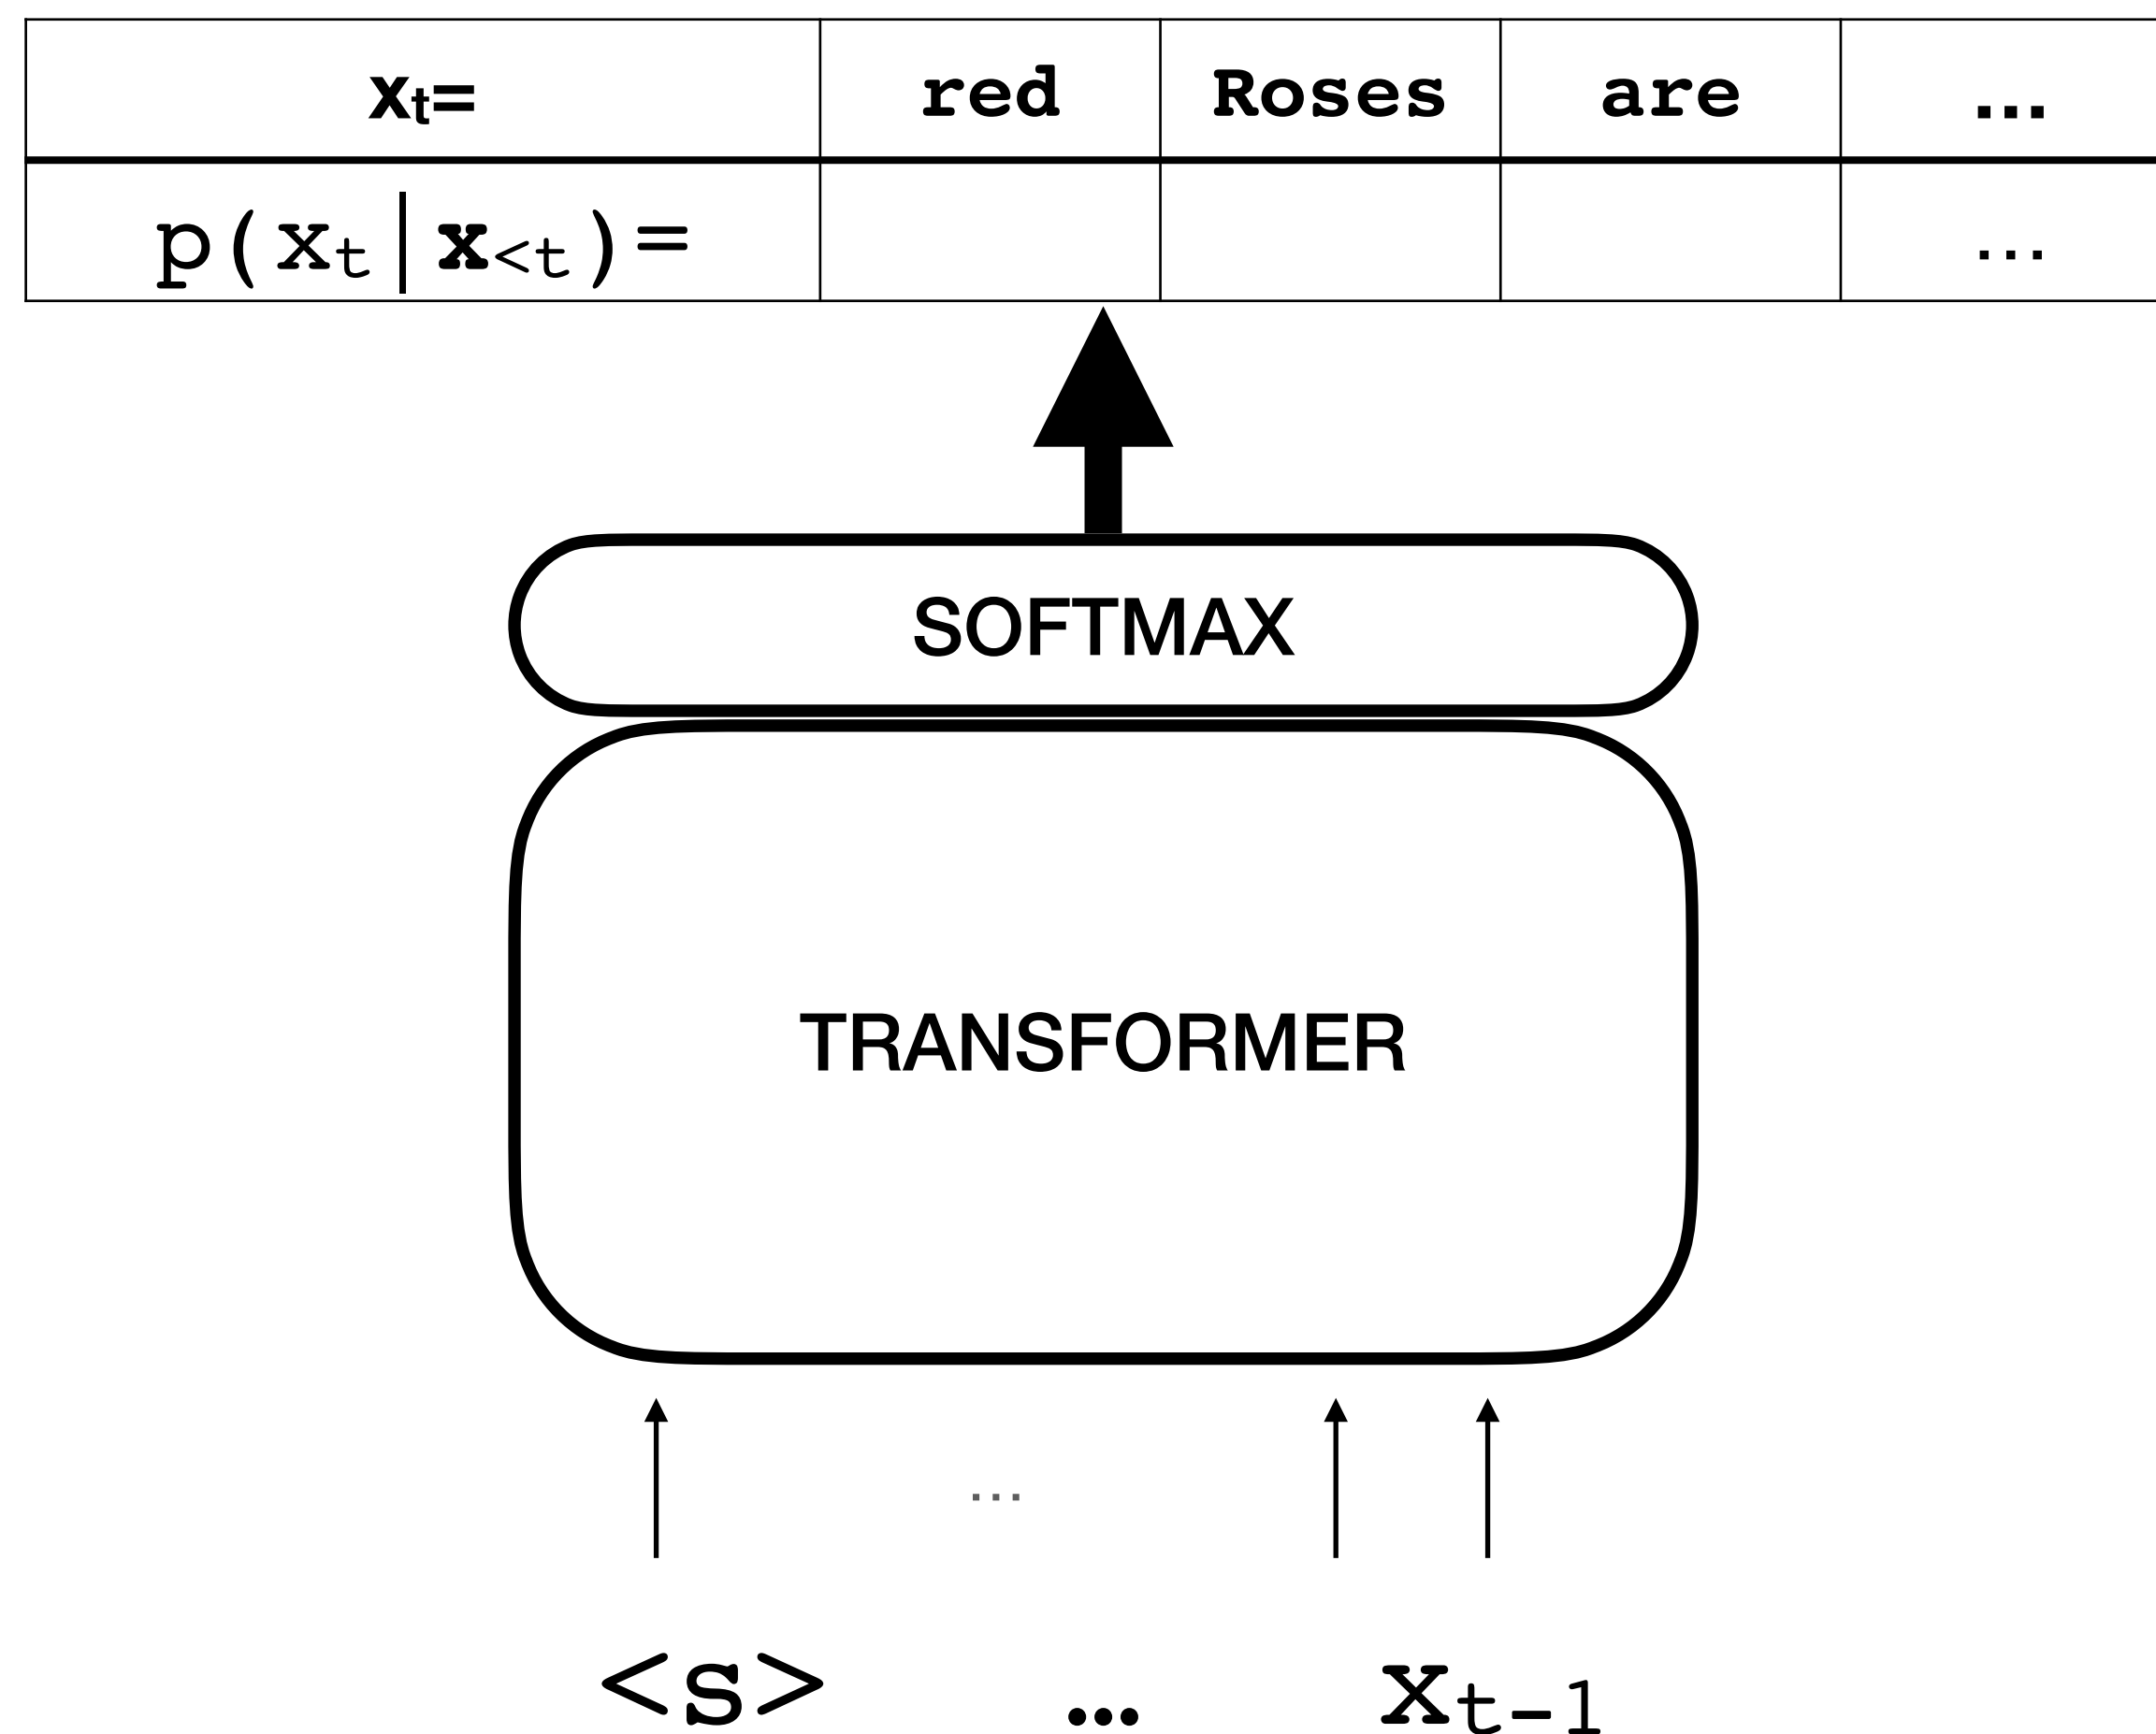 xt= red Roses are ...
p(xt|x<t)= ...
SOFTMAX
TRANSFORMER
...
<s> ... xt-1